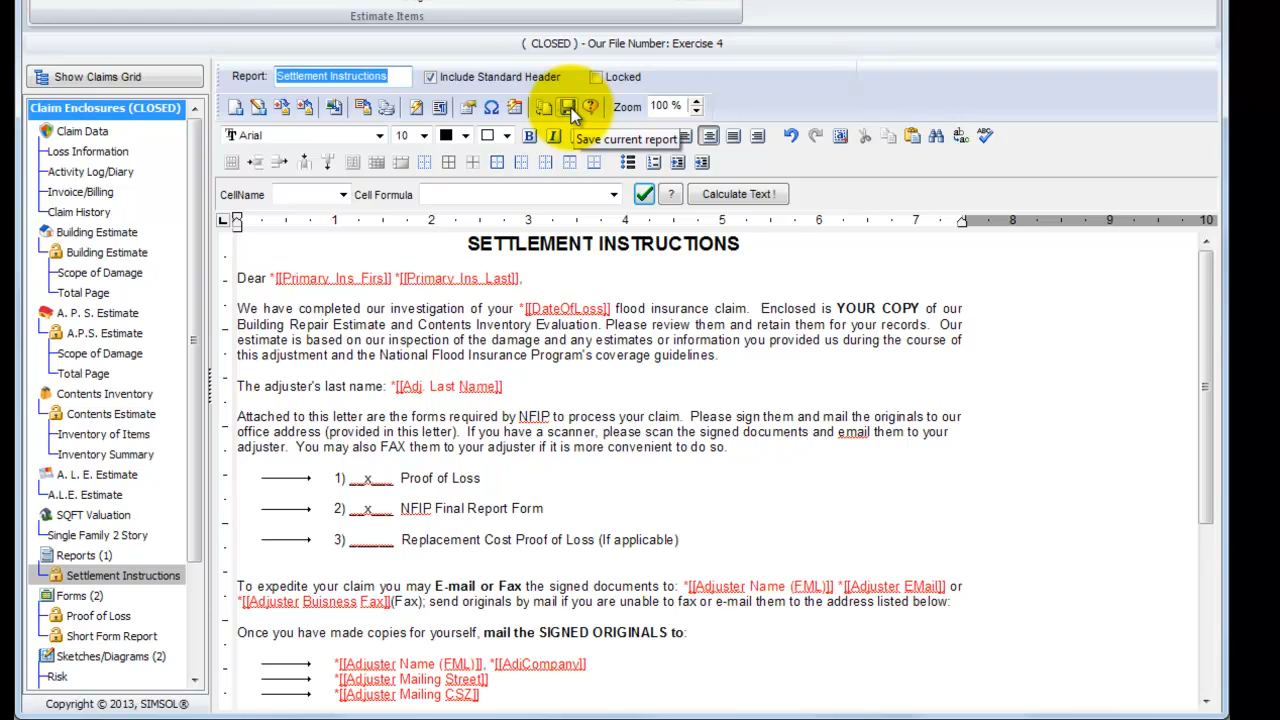 Estimate Items
( CLOSED ) - Our File Number: Exercise 4
Show Claims Grid
Report: Settlement Instructions Include Standard Header Locked
Zoom 100 %
Arial 10 B I
Save current report
CellName Cell Formula ? Calculate Text !
Claim Enclosures (CLOSED)
Claim Data
Loss Information
Activity Log/Diary
Invoice/Billing
Claim History
Building Estimate
Building Estimate
Scope of Damage
Total Page
A. P. S. Estimate
A.P.S. Estimate
Scope of Damage
Total Page
Contents Inventory
Contents Estimate
Inventory of Items
Inventory Summary
A. L. E. Estimate
A.L.E. Estimate
SQFT Valuation
Single Family 2 Story
Reports (1)
Settlement Instructions
Forms (2)
Proof of Loss
Short Form Report
Sketches/Diagrams (2)
Risk
Copyright © 2013, SIMSOL®
1 2 3 4 5 6 7 8 9 10
SETTLEMENT INSTRUCTIONS
Dear *[[Primary_Ins_Firs]] *[[Primary_Ins_Last]],
We have completed our investigation of your *[[DateOfLoss]] flood insurance claim. Enclosed is YOUR COPY of our
Building Repair Estimate and Contents Inventory Evaluation. Please review them and retain them for your records. Our
estimate is based on our inspection of the damage and any estimates or information you provided us during the course of
this adjustment and the National Flood Insurance Program's coverage guidelines.
The adjuster's last name: *[[Adj. Last Name]]
Attached to this letter are the forms required by NFIP to process your claim. Please sign them and mail the originals to our
office address (provided in this letter). If you have a scanner, please scan the signed documents and email them to your
adjuster. You may also FAX them to your adjuster if it is more convenient to do so.
1) __x___ Proof of Loss
2) __x___ NFIP Final Report Form
3) ______ Replacement Cost Proof of Loss (If applicable)
To expedite your claim you may E-mail or Fax the signed documents to: *[[Adjuster Name (FML)]] *[[Adjuster EMail]] or
*[[Adjuster Buisness Fax]](Fax); send originals by mail if you are unable to fax or e-mail them to the address listed below:
Once you have made copies for yourself, mail the SIGNED ORIGINALS to:
*[[Adjuster Name (FML)]], *[[AdjCompany]]
*[[Adjuster Mailing Street]]
*[[Adjuster Mailing CSZ]]